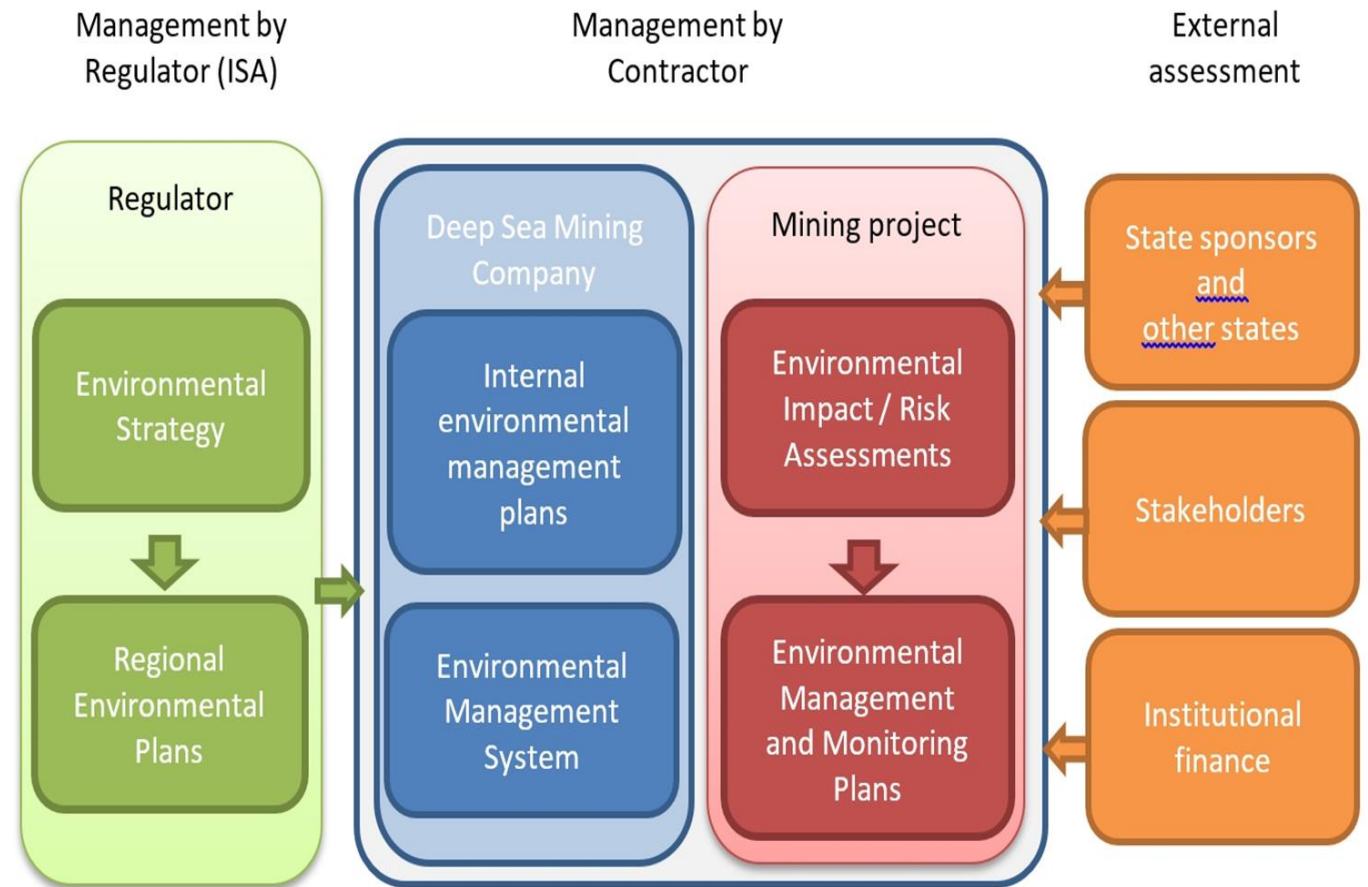 Management by
Regulator (ISA)
Management by
Contractor
External
assessment
Regulator
Environmental
Strategy
Regional
Environmental
Plans
Deep Sea Mining
Company
Internal
environmental
management
plans
Environmental
Management
System
Mining project
Environmental
Impact / Risk
Assessments
Environmental
Management
and Monitoring
Plans
State sponsors
and
other states
Stakeholders
Institutional
finance